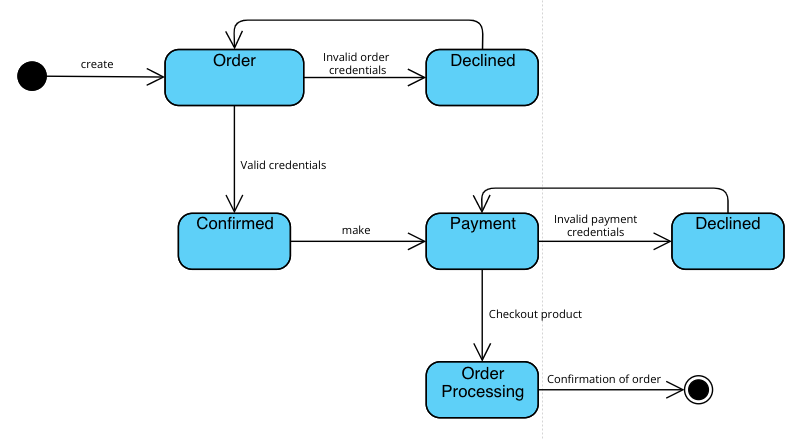 create
Order
Invalid order
credentials
Declined
Valid credentials
Confirmed
make
Payment
Invalid payment
credentials
Declined
Checkout product
Order
Processing
Confirmation of order